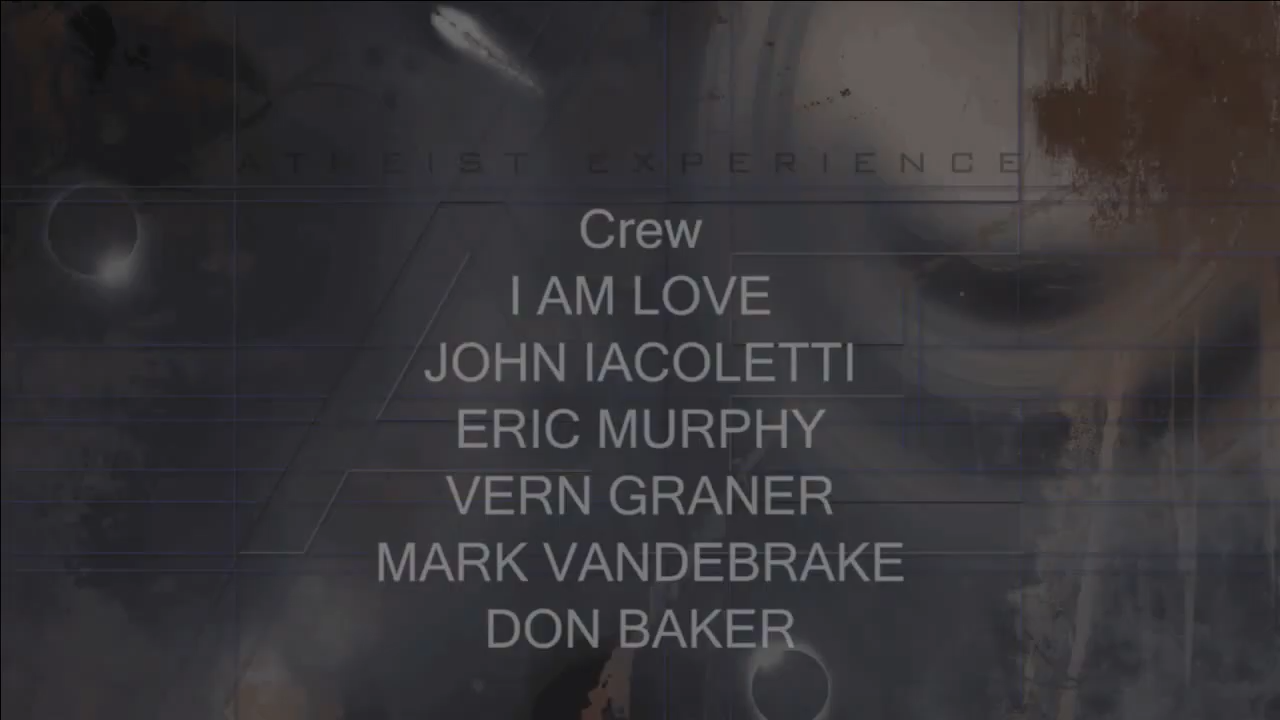 ATHEIST EXPERIENCE
Crew
I AM LOVE
JOHN IACOLETTI
ERIC MURPHY
VERN GRANER
MARK VANDEBRAKE
DON BAKER